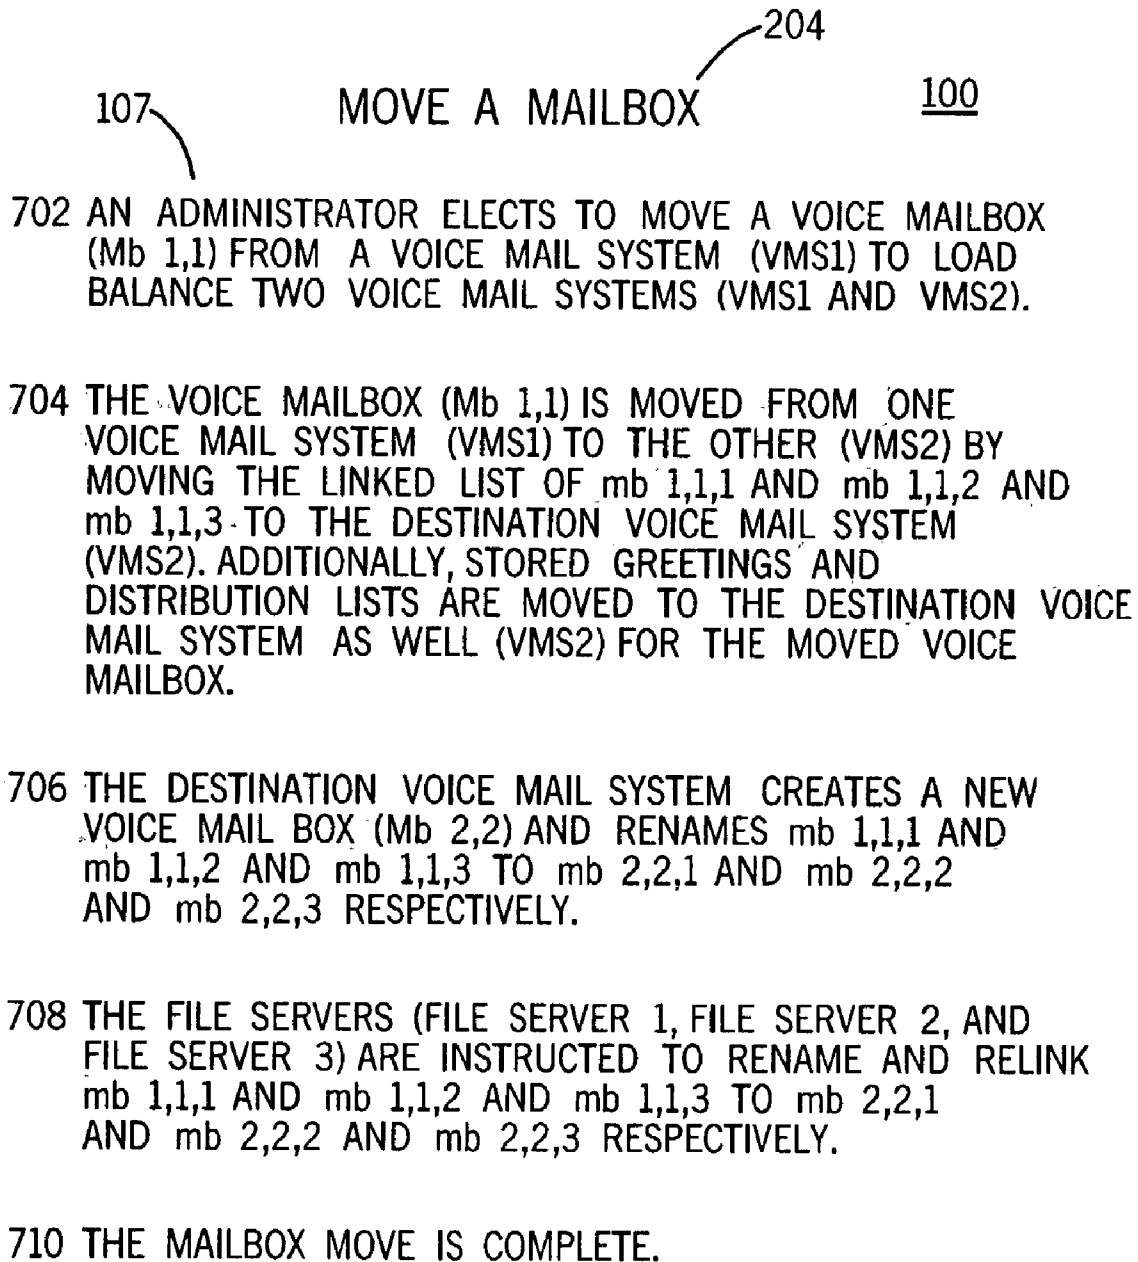 204
107 MOVE A MAILBOX 100
702 AN ADMINISTRATOR ELECTS TO MOVE A VOICE MAILBOX
(Mb 1,1) FROM A VOICE MAIL SYSTEM (VMS1) TO LOAD
BALANCE TWO VOICE MAIL SYSTEMS (VMS1 AND VMS2).
704 THE VOICE MAILBOX (Mb 1,1) IS MOVED FROM ONE
VOICE MAIL SYSTEM (VMS1) TO THE OTHER (VMS2) BY
MOVING THE LINKED LIST OF mb 1,1,1 AND mb 1,1,2 AND
mb 1,1,3 TO THE DESTINATION VOICE MAIL SYSTEM
(VMS2). ADDITIONALLY, STORED GREETINGS AND
DISTRIBUTION LISTS ARE MOVED TO THE DESTINATION VOICE
MAIL SYSTEM AS WELL (VMS2) FOR THE MOVED VOICE
MAILBOX.
706 THE DESTINATION VOICE MAIL SYSTEM CREATES A NEW
VOICE MAIL BOX (Mb 2,2) AND RENAMES mb 1,1,1 AND
mb 1,1,2 AND mb 1,1,3 TO mb 2,2,1 AND mb 2,2,2
AND mb 2,2,3 RESPECTIVELY.
708 THE FILE SERVERS (FILE SERVER 1, FILE SERVER 2, AND
FILE SERVER 3) ARE INSTRUCTED TO RENAME AND RELINK
mb 1,1,1 AND mb 1,1,2 AND mb 1,1,3 TO mb 2,2,1
AND mb 2,2,2 AND mb 2,2,3 RESPECTIVELY.
710 THE MAILBOX MOVE IS COMPLETE.